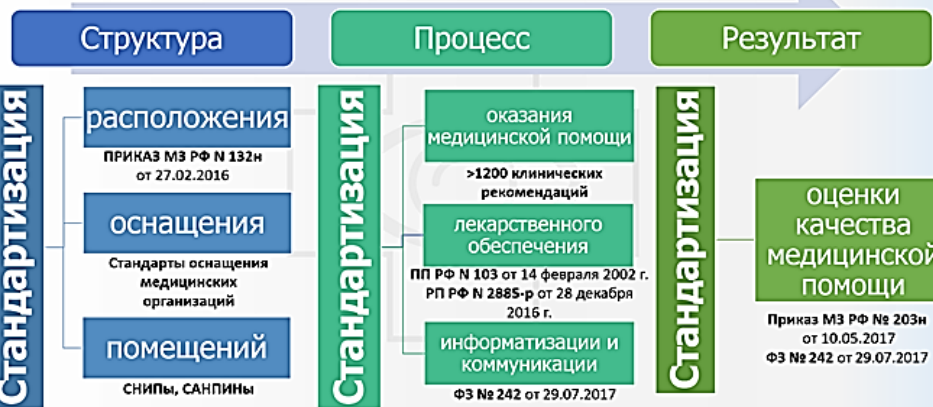 Структура
Процесс
Результат
Стандартизация
расположения
ПРИКАЗ МЗ РФ N 132н
от 27.02.2016
оснащения
Стандарты оснащения
медицинских
организаций
помещений
СНИПы, САНПИНы
Стандартизация
оказания
медицинской помощи
>1200 клинических
рекомендаций
лекарственного
обеспечения
ПП РФ N 103 от 14 февраля 2002 г.
РП РФ N 2885-р от 28 декабря
2016 г.
информатизации и
коммуникации
ФЗ № 242 от 29.07.2017
Стандартизация
оценки
качества
медицинской
помощи
Приказ МЗ РФ № 203н
от 10.05.2017
ФЗ № 242 от 29.07.2017